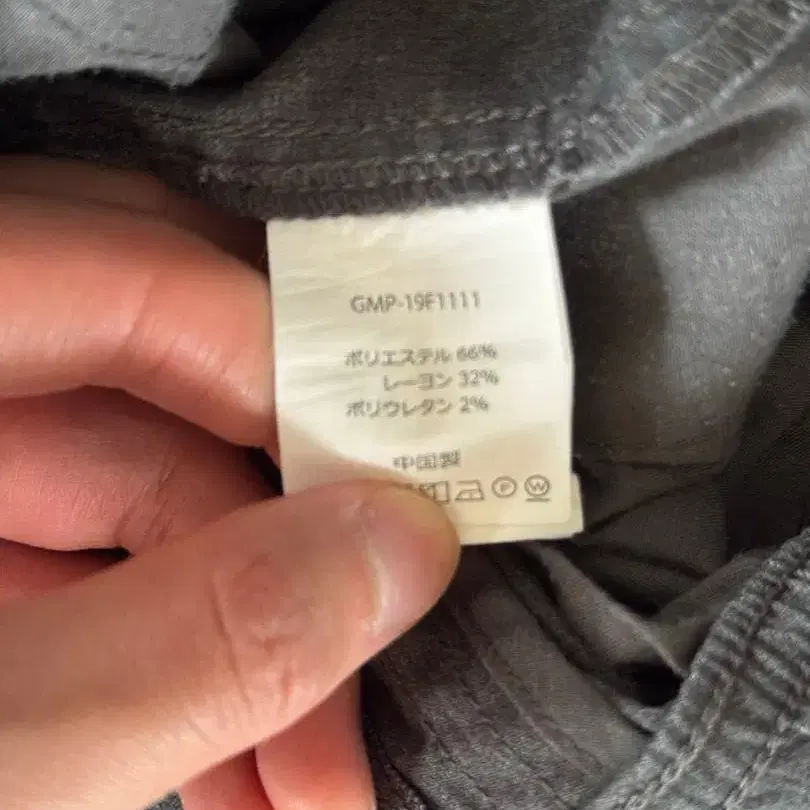 GMP-19F1111
ポリエステル 66%
レーヨン 32%
ポリウレタン 2%
中国製
P W